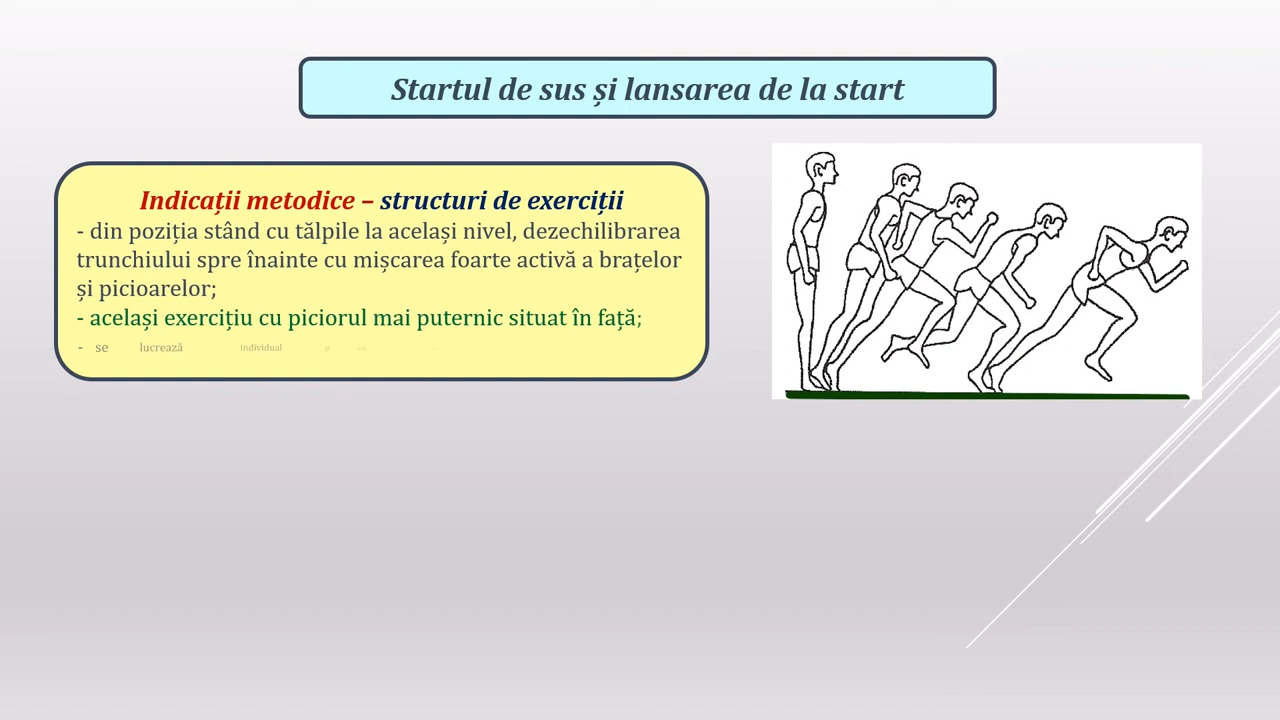 Startul de sus și lansarea de la start
Indicații metodice – structuri de exerciții
- din poziția stând cu tălpile la același nivel, dezechilibrarea
trunchiului spre înainte cu mișcarea foarte activă a brațelor
și picioarelor;
- același exercițiu cu piciorul mai puternic situat în față;
- se lucrează individual